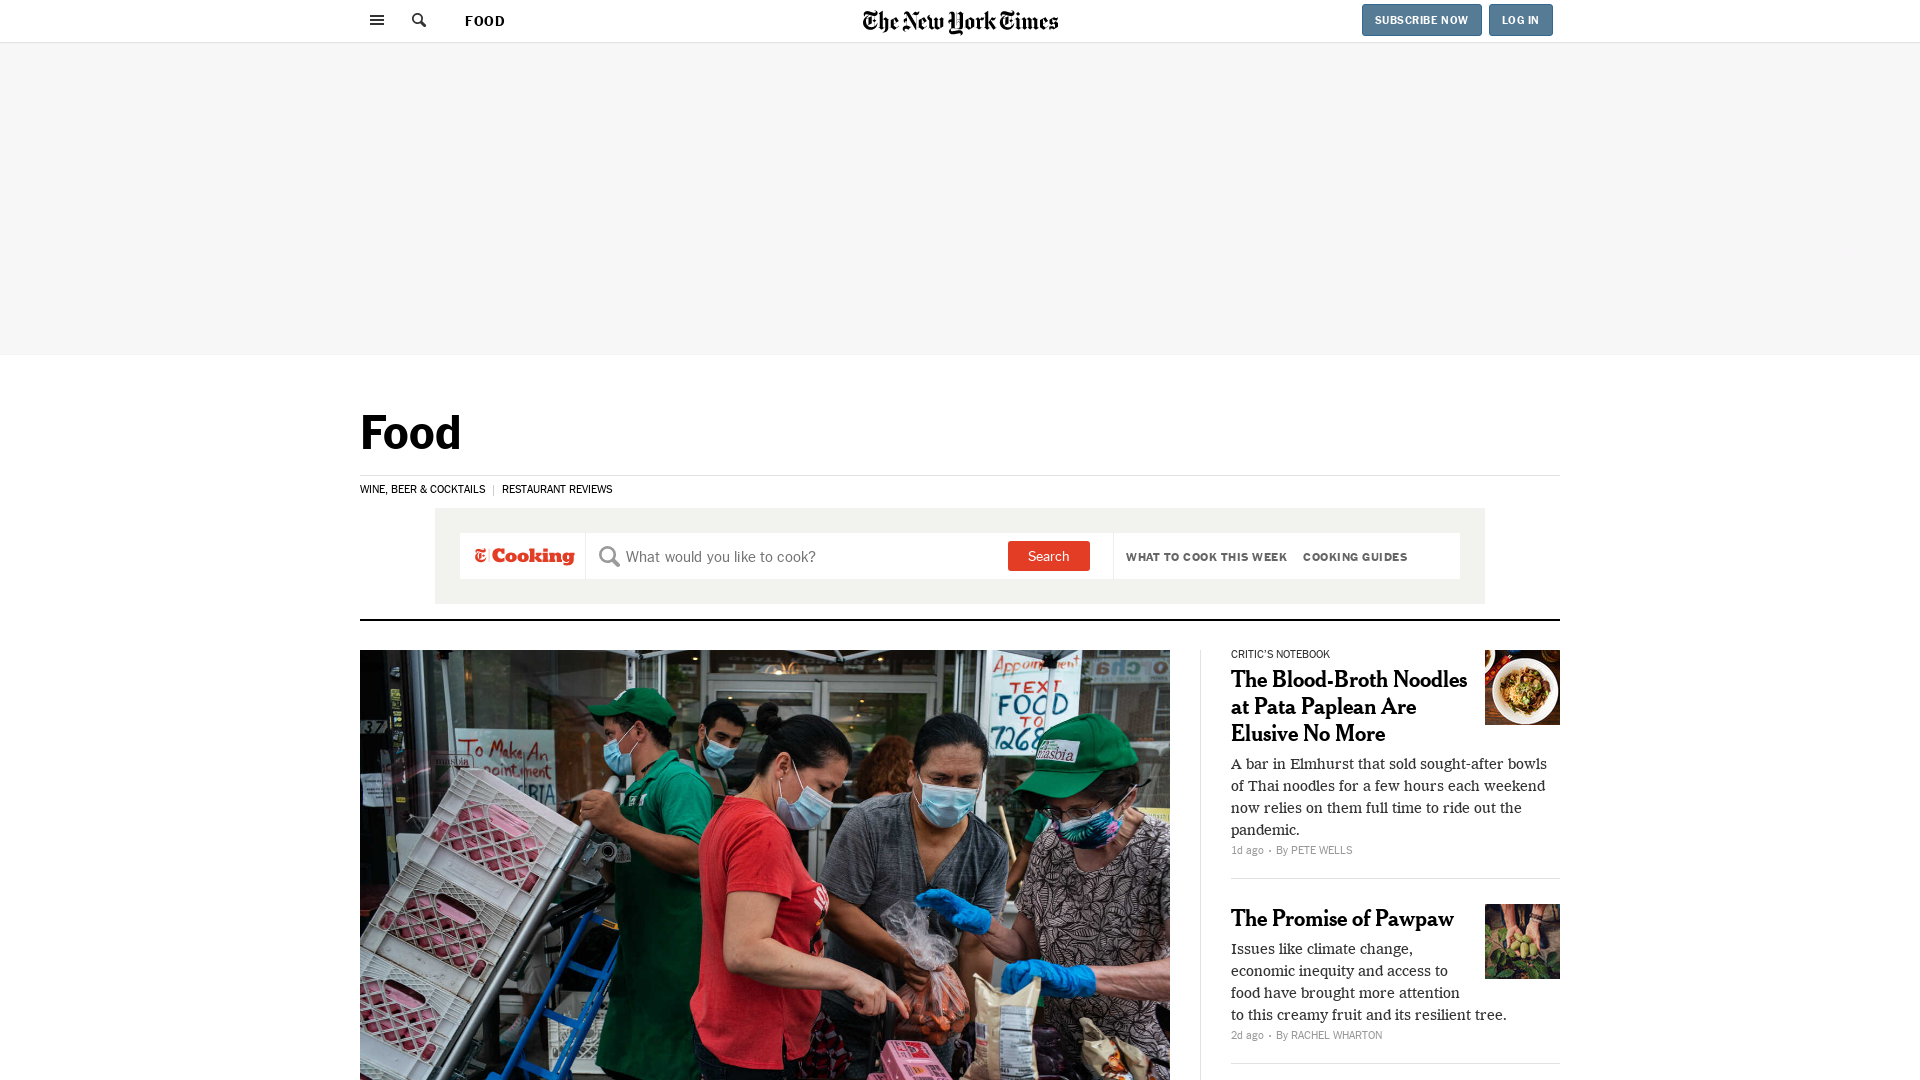 FOOD
The New York Times
SUBSCRIBE NOW
LOG IN
Food
WINE, BEER & COCKTAILS
RESTAURANT REVIEWS
Cooking
What would you like to cook?
Search
WHAT TO COOK THIS WEEK
COOKING GUIDES
Appointment
TEXT
FOOD
TO
7268
37
To Make An
masbia
CRITIC'S NOTEBOOK
The Blood-Broth Noodles
at Pata Paplean Are
Elusive No More
A bar in Elmhurst that sold sought-after bowls
of Thai noodles for a few hours each weekend
now relies on them full time to ride out the
pandemic.
1d ago • By PETE WELLS
The Promise of Pawpaw
Issues like climate change,
economic inequity and access to
food have brought more attention
to this creamy fruit and its resilient tree.
2d ago • By RACHEL WHARTON